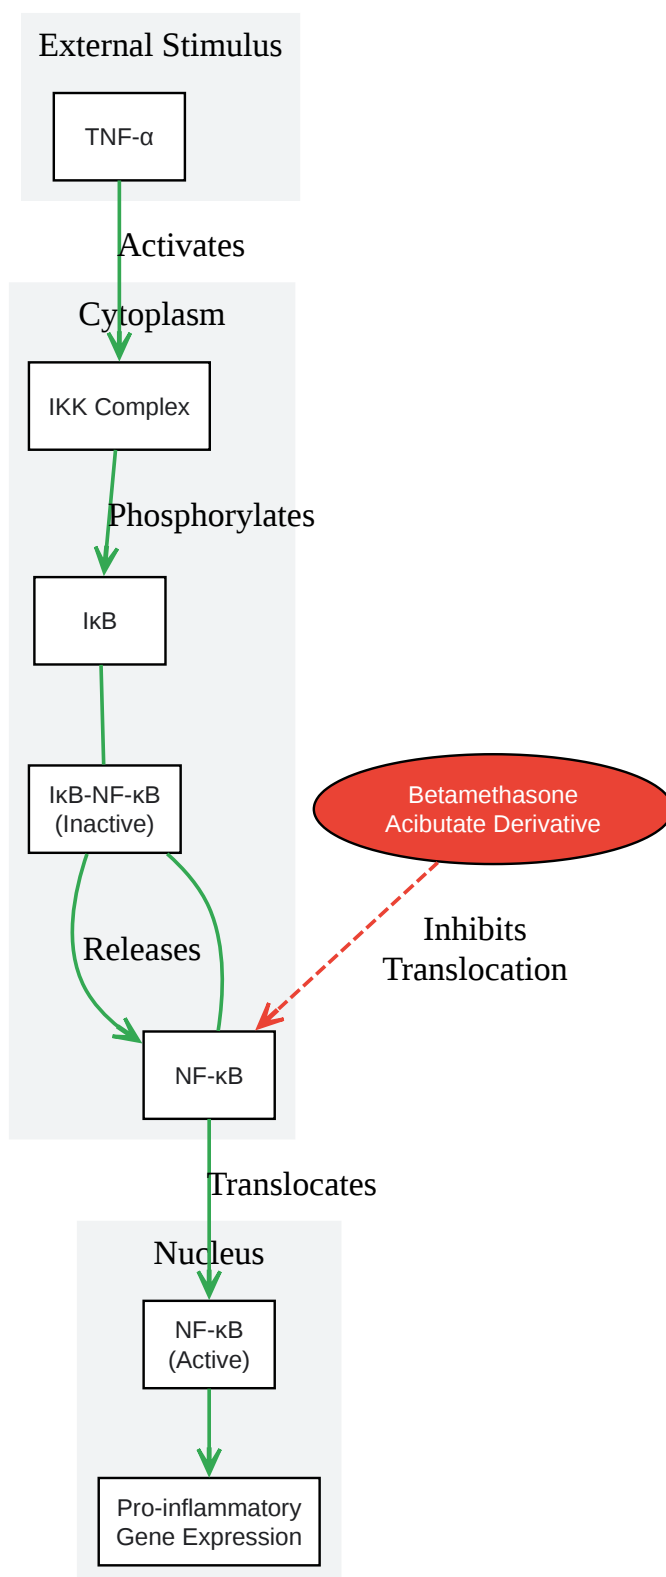 External Stimulus
TNF-α
Activates
Cytoplasm
IKK Complex
Phosphorylates
IκB
IκB-NF-κB
(Inactive)
Betamethasone
Acibutate Derivative
Releases
Inhibits
Translocation
NF-κB
Translocates
Nucleus
NF-κB
(Active)
Pro-inflammatory
Gene Expression